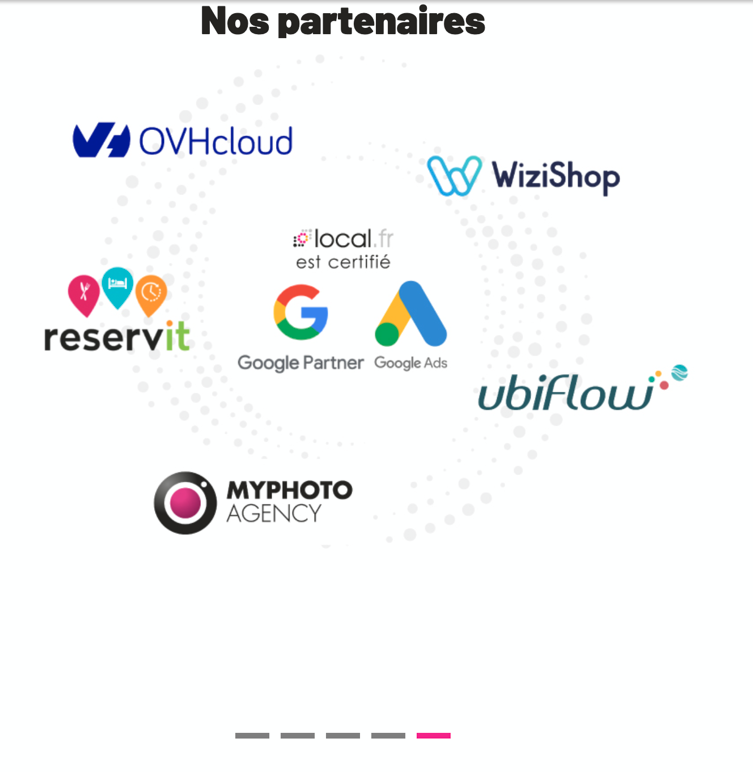 Nos partenaires
OVHcloud
WiziShop
local.fr
est certifié
reservit
Google Partner
Google Ads
ubiflow
MYPHOTO
AGENCY